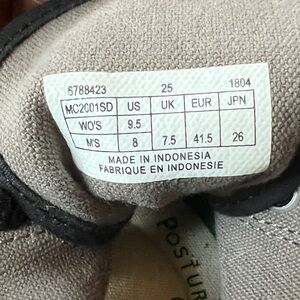 6788423 25 1804
MC2001SD US UK EUR JPN
WO'S 9.5
M'S 8 7.5 41.5 26
MADE IN INDONESIA
FABRIQUE EN INDONESIE
Postur